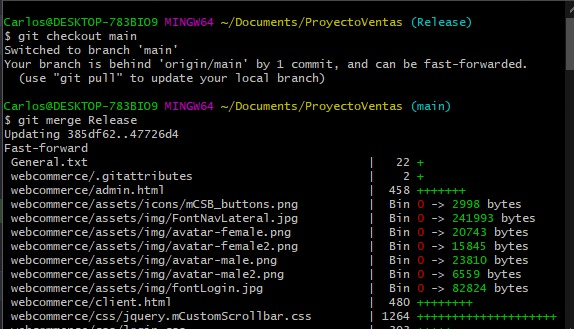 Carlos@DESKTOP-783BIO9 MINGW64 ~/Documents/ProyectoVentas (Release)
$ git checkout main
Switched to branch 'main'
Your branch is behind 'origin/main' by 1 commit, and can be fast-forwarded.
  (use "git pull" to update your local branch)

Carlos@DESKTOP-783BIO9 MINGW64 ~/Documents/ProyectoVentas (main)
$ git merge Release
Updating 385df62..47726d4
Fast-forward
 General.txt | 22 +
 webcommerce/.gitattributes | 2 +
 webcommerce/admin.html | 458 +++++++
 webcommerce/assets/icons/mCSB_buttons.png | Bin 0 -> 2998 bytes
 webcommerce/assets/img/FontNavLateral.jpg | Bin 0 -> 241993 bytes
 webcommerce/assets/img/avatar-female.png | Bin 0 -> 20743 bytes
 webcommerce/assets/img/avatar-female2.png | Bin 0 -> 15845 bytes
 webcommerce/assets/img/avatar-male.png | Bin 0 -> 23810 bytes
 webcommerce/assets/img/avatar-male2.png | Bin 0 -> 6559 bytes
 webcommerce/assets/img/fontLogin.jpg | Bin 0 -> 82824 bytes
 webcommerce/client.html | 480 ++++++++
 webcommerce/css/jquery.mCustomScrollbar.css | 1264 ++++++++++++++++++++